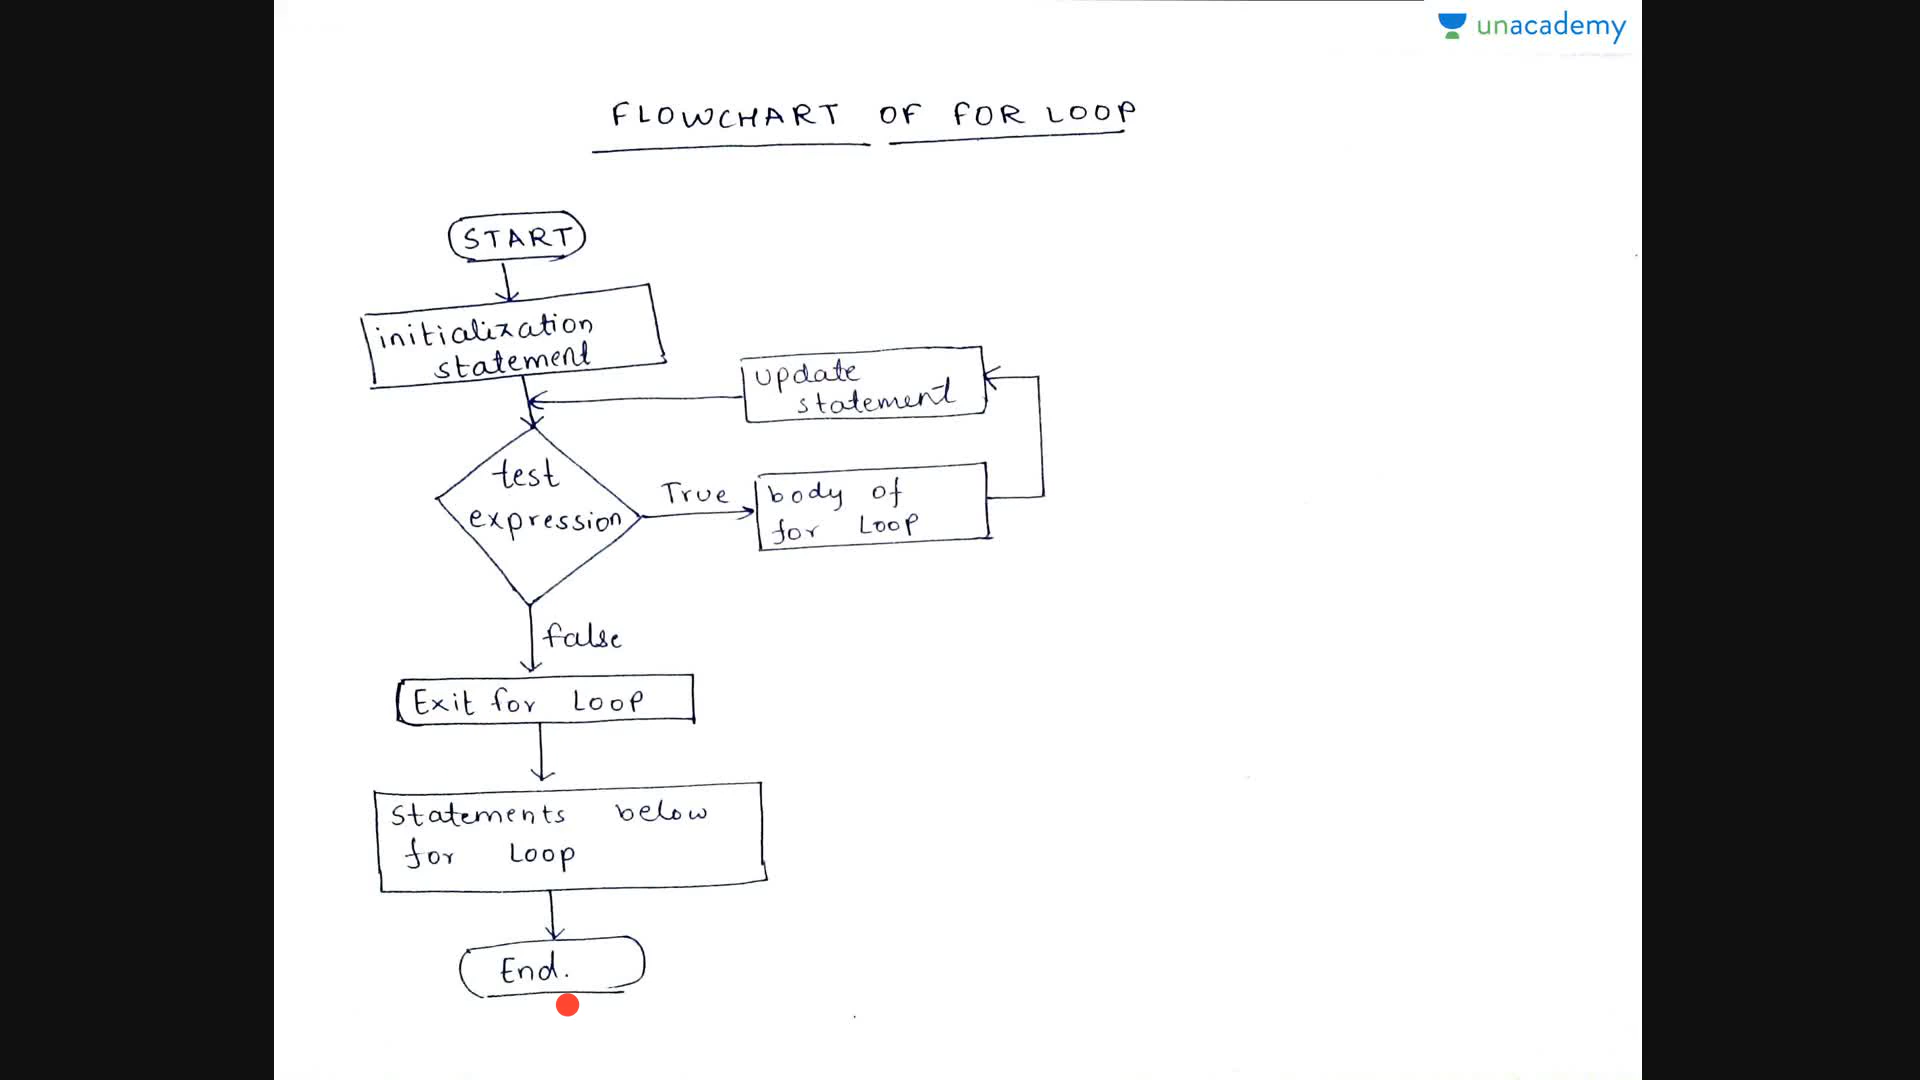 unacademy
FLOWCHART OF FOR LOOP
START
initialization
statement
update
statement
test
expression
True
body of
for Loop
false
Exit for Loop
Statements below
for Loop
End.